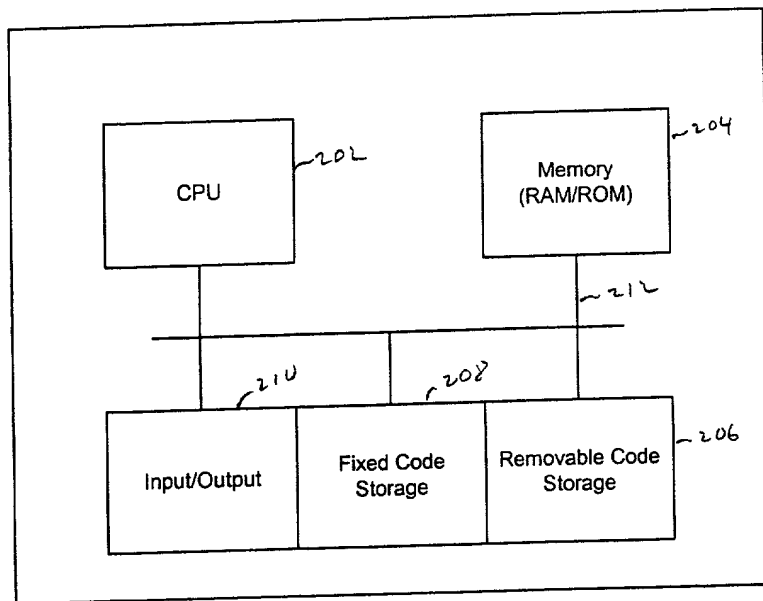 CPU
202
Memory
(RAM/ROM)
204
212
210
208
206
Input/Output
Fixed Code
Storage
Removable Code
Storage